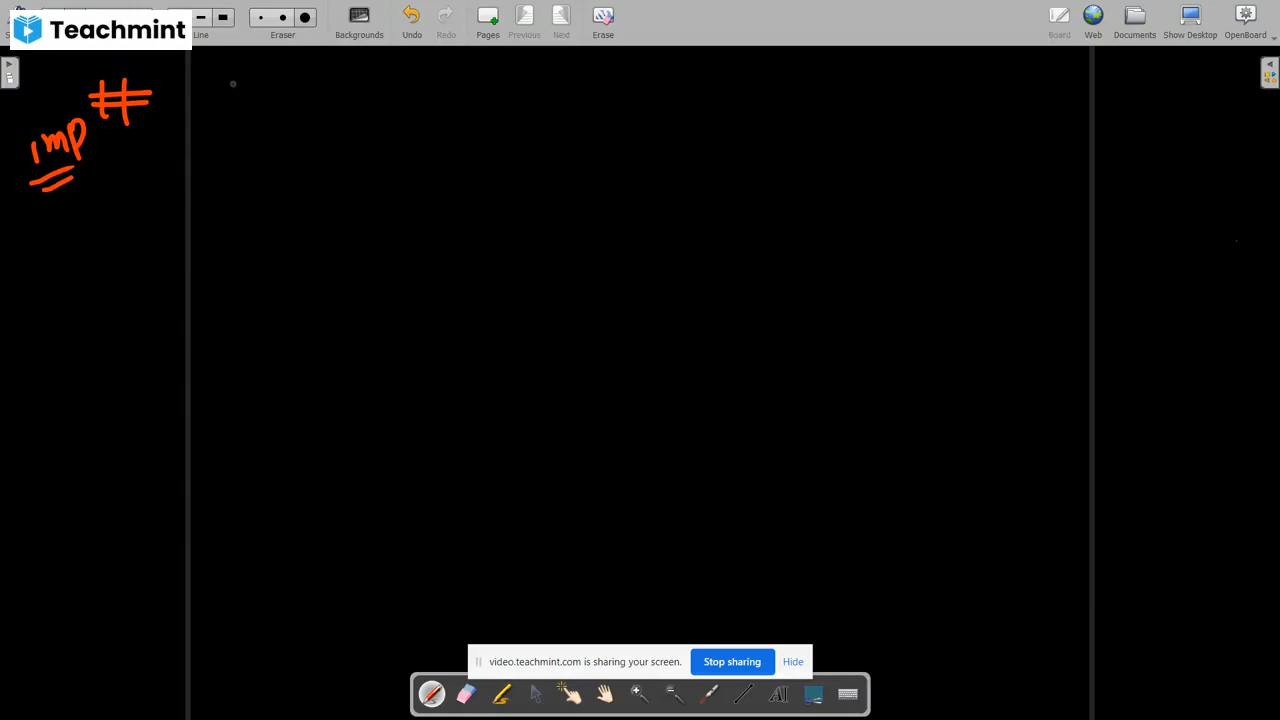 Teachmint
Line
Eraser
Backgrounds
Undo
Redo
Pages
Previous
Next
Erase
Board
Web
Documents
Show Desktop
OpenBoard
#
imp
video.teachmint.com is sharing your screen. Stop sharing Hide